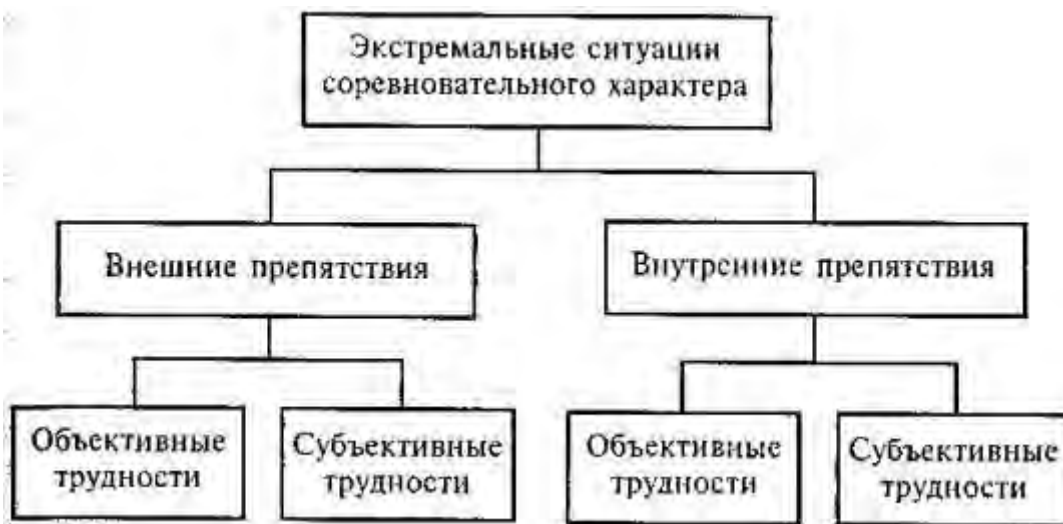 Экстремальные ситуации
соревновательного характера
Внешние препятствия
Внутренние препятствия
Объективные
трудности
Субъективные
трудности
Объективные
трудности
Субъективные
трудности